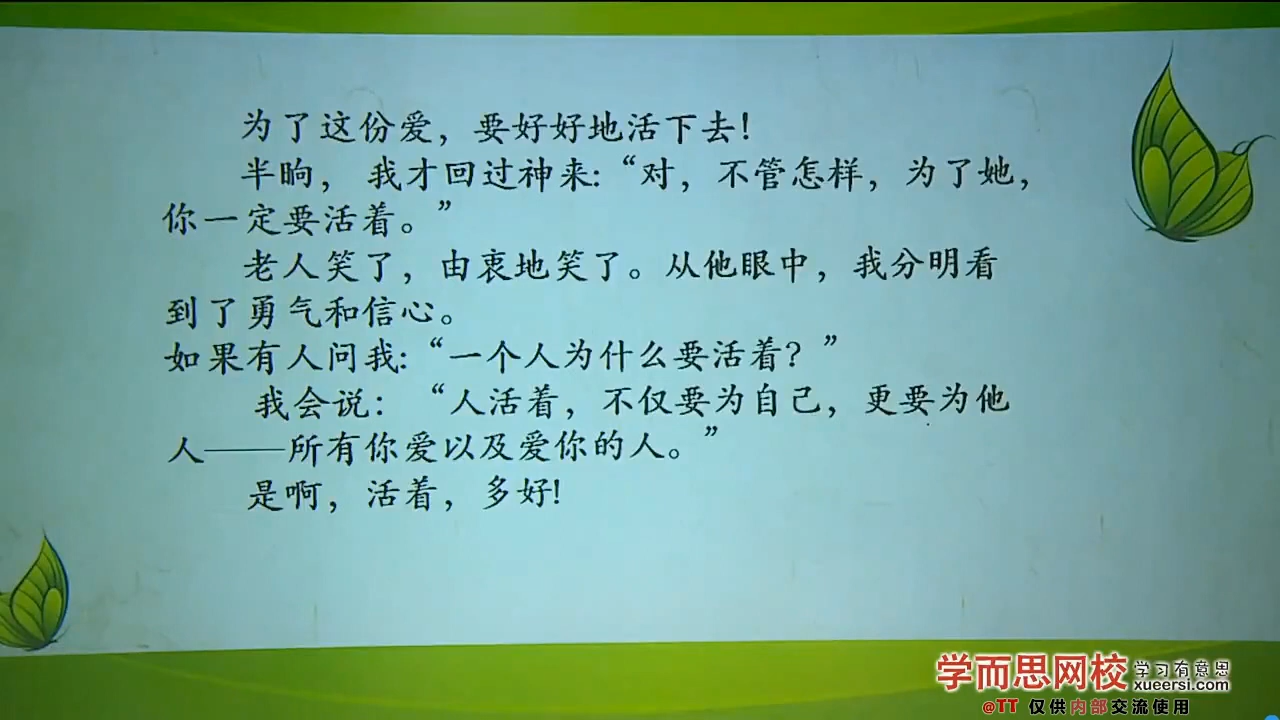 为了这份爱，要好好地活下去!
半晌， 我才回过神来:“对，不管怎样，为了她，
你一定要活着。”
老人笑了，由衷地笑了。从他眼中，我分明看
到了勇气和信心。
如果有人问我:“一个人为什么要活着？”
我会说：“人活着，不仅要为自己，更要为他
人——所有你爱以及爱你的人。”
是啊，活着，多好!
学而思网校 学习有意思
xueersi.com
@TT 仅供内部交流使用